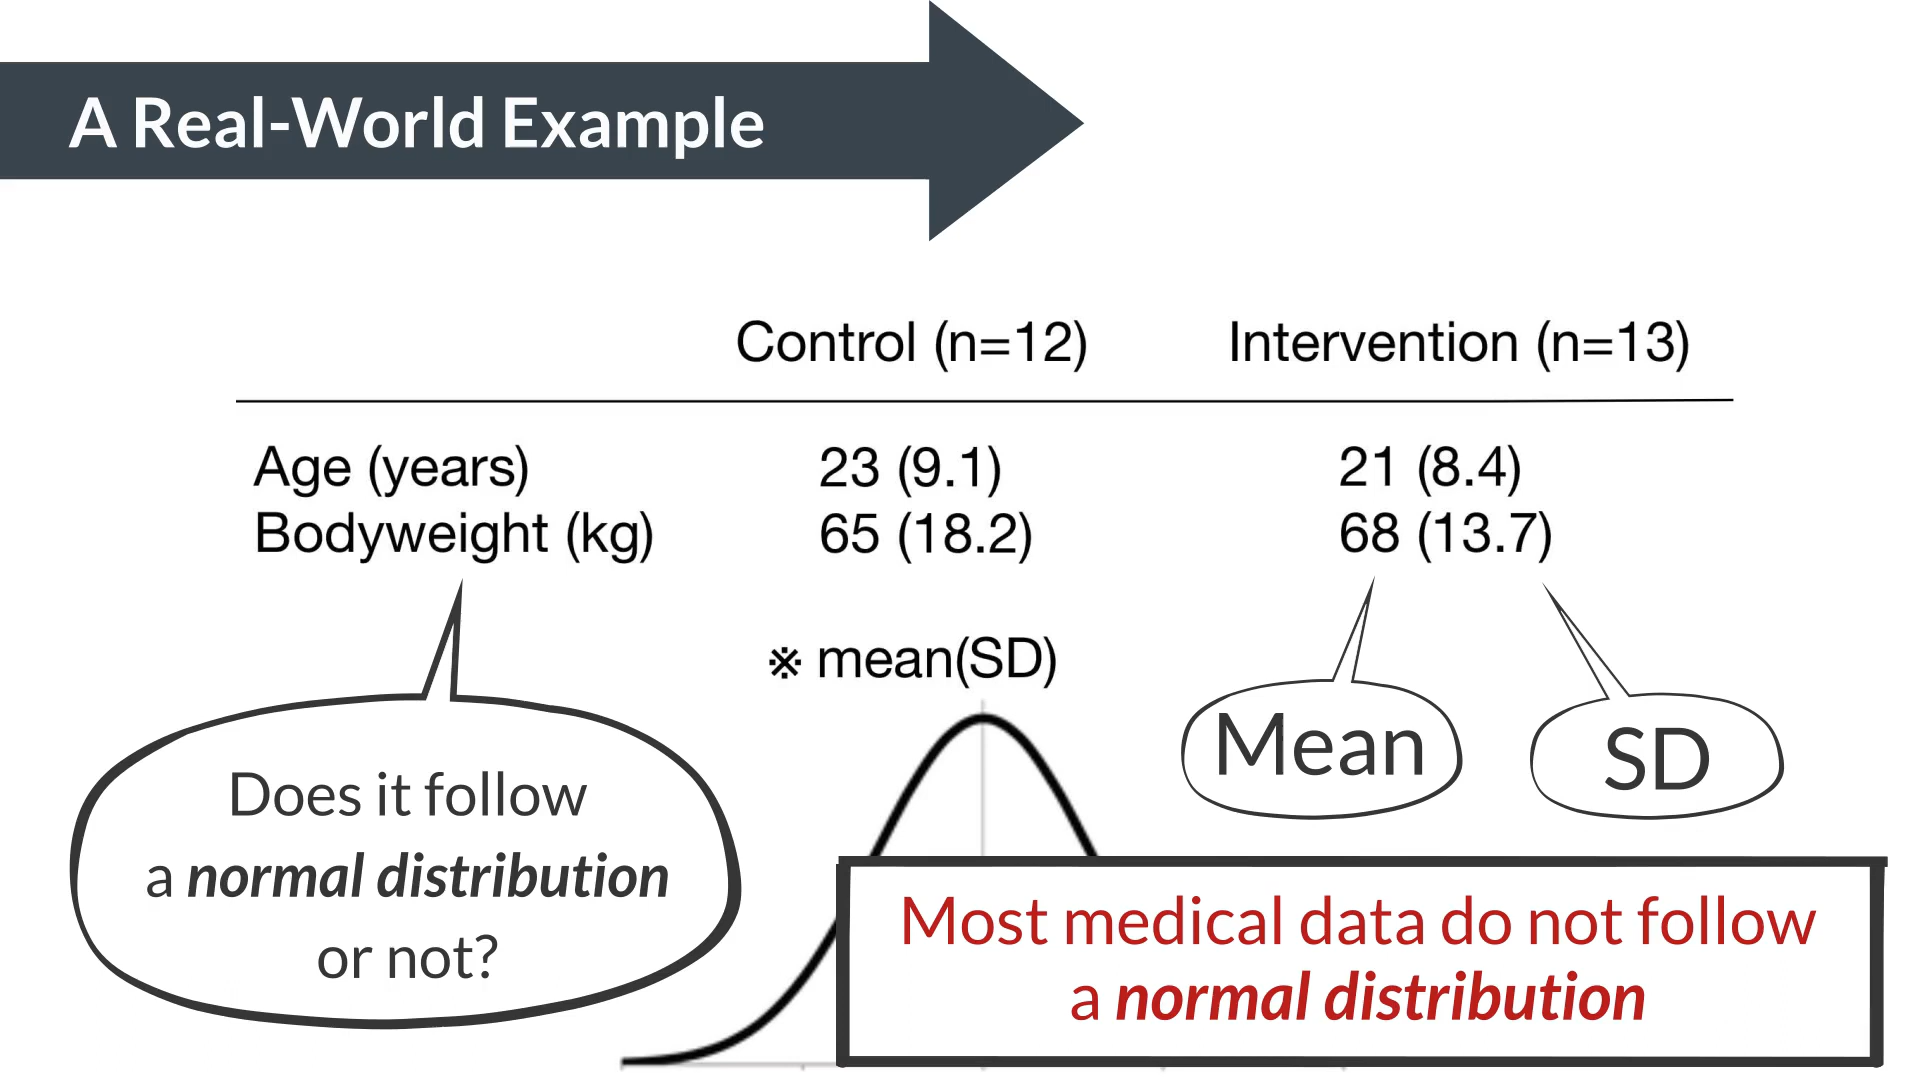 A Real-World Example
Control (n=12) Intervention (n=13)
Age (years) 23 (9.1) 21 (8.4)
Bodyweight (kg) 65 (18.2) 68 (13.7)
※ mean(SD)
Mean
SD
Does it follow
a normal distribution
or not?
Most medical data do not follow
a normal distribution